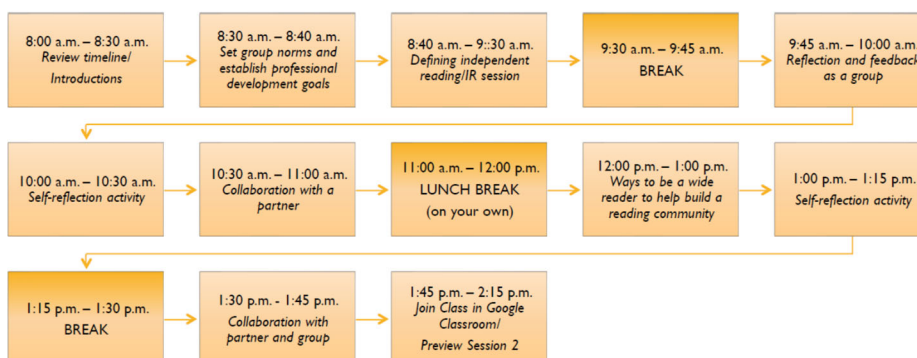 8:00 a.m. – 8:30 a.m.
Review timeline/
Introductions
8:30 a.m. – 8:40 a.m.
Set group norms and
establish professional
development goals
8:40 a.m. – 9::30 a.m.
Defining independent
reading/IR session
9:30 a.m. – 9:45 a.m.
BREAK
9:45 a.m. – 10:00 a.m.
Reflection and feedback
as a group
10:00 a.m. – 10:30 a.m.
Self-reflection activity
10:30 a.m. – 11:00 a.m.
Collaboration with a
partner
11:00 a.m. – 12:00 p.m.
LUNCH BREAK
(on your own)
12:00 p.m. – 1:00 p.m.
Ways to be a wide
reader to help build a
reading community
1:00 p.m. – 1:15 p.m.
Self-reflection activity
1:15 p.m. – 1:30 p.m.
BREAK
1:30 p.m. - 1:45 p.m.
Collaboration with
partner and group
1:45 p.m. – 2:15 p.m.
Join Class in Google
Classroom/
Preview Session 2